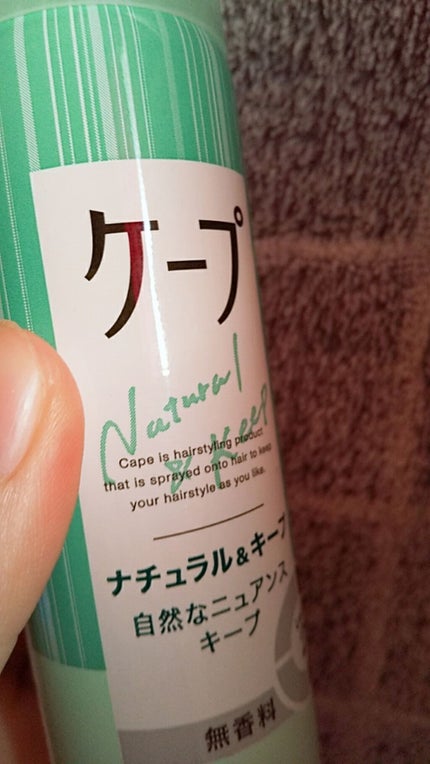 ケープ
Natural
& Keep
Cape is hairstyling product
that is sprayed onto hair to keep
your hairstyle as you like.
ナチュラル&キープ
自然なニュアンス
キープ
無香料